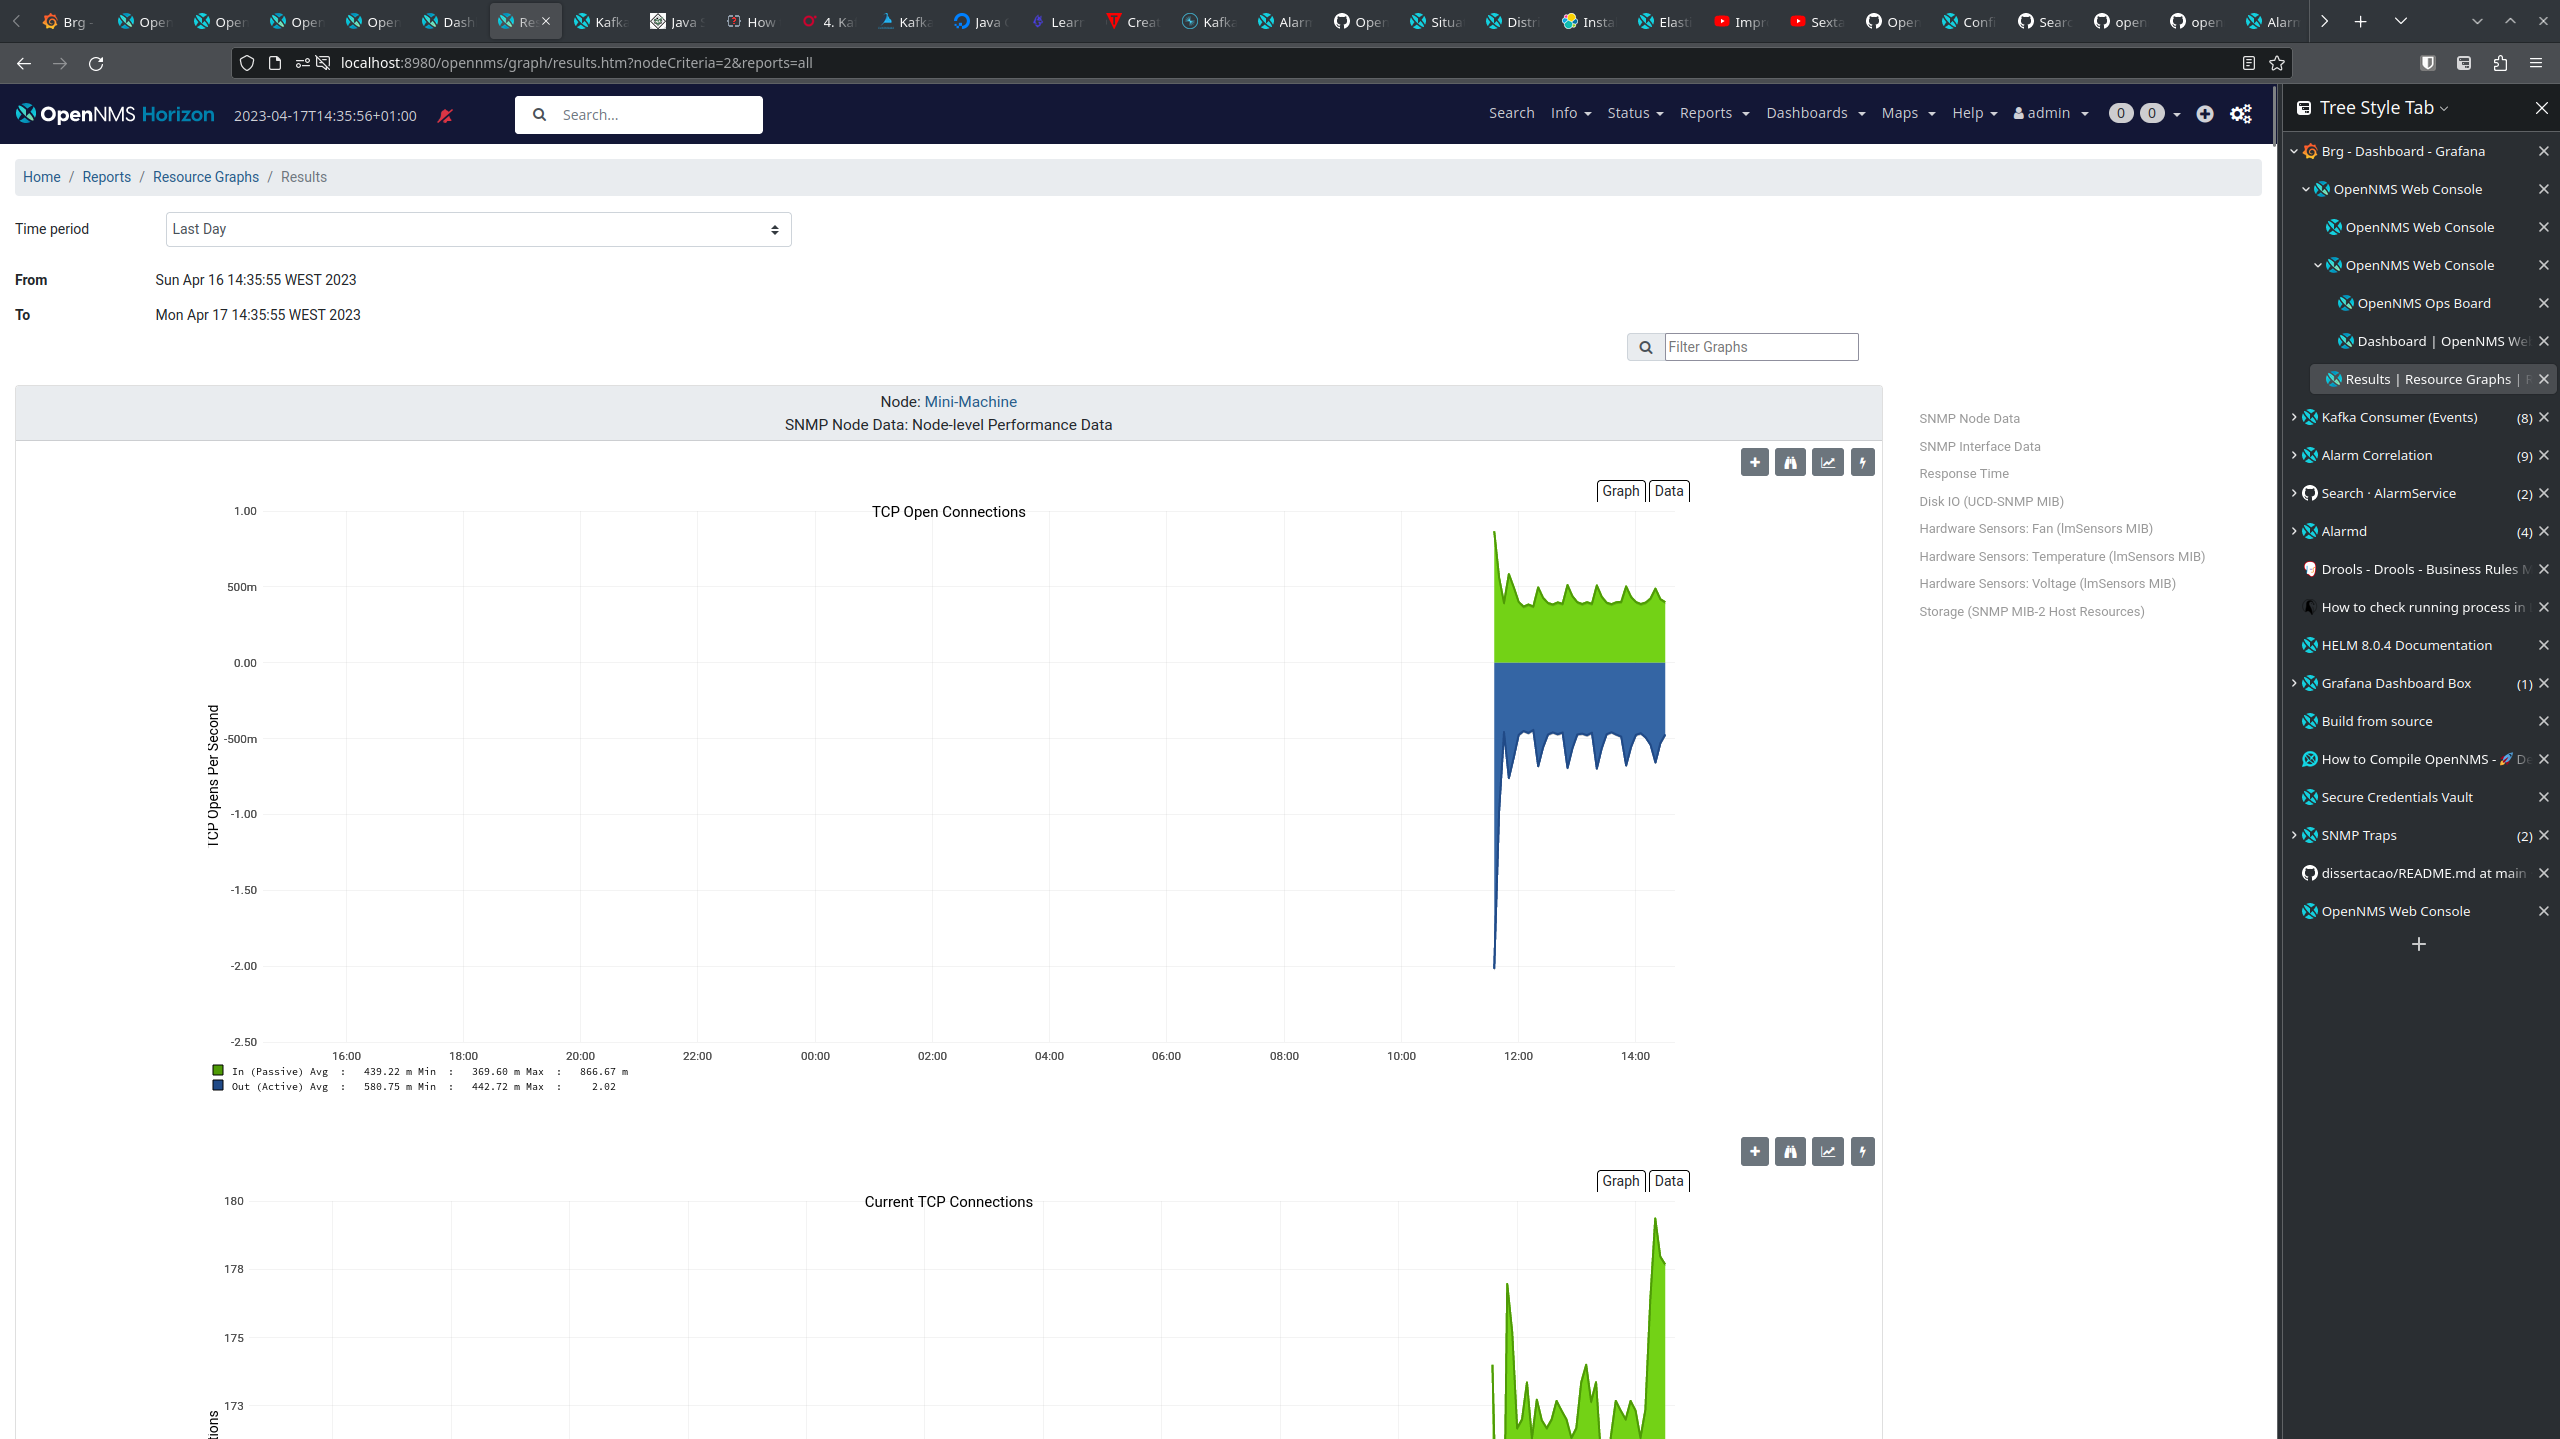 Brg -
Open
Open
Open
Open
Dash
Re
Kafka
Java S
How
4. Ka
Kafka
Java C
Learn
Creat
Kafka
Alarm
Open
Situa
Distri
Insta
Elasti
Impr
Sexta
Open
Confi
Searc
open
open
Alarm
localhost:8980/opennms/graph/results.htm?nodeCriteria=2&reports=all
OpenNMS Horizon
2023-04-17T14:35:56+01:00
Search...
Search Info Status Reports Dashboards Maps Help admin 0 0
Home / Reports / Resource Graphs / Results
Time period
Last Day
From Sun Apr 16 14:35:55 WEST 2023
To Mon Apr 17 14:35:55 WEST 2023
Filter Graphs
Node: Mini-Machine
SNMP Node Data: Node-level Performance Data
Graph Data
TCP Open Connections
1.00
500m
0.00
-500m
-1.00
-1.50
-2.00
-2.50
TCP Opens Per Second
16:00 18:00 20:00 22:00 00:00 02:00 04:00 06:00 08:00 10:00 12:00 14:00
In (Passive) Avg : 439.22 m Min : 369.60 m Max : 866.67 m
Out (Active) Avg : 580.75 m Min : 442.72 m Max : 2.02
Graph Data
Current TCP Connections
180
178
175
173
tions
SNMP Node Data
SNMP Interface Data
Response Time
Disk IO (UCD-SNMP MIB)
Hardware Sensors: Fan (lmSensors MIB)
Hardware Sensors: Temperature (lmSensors MIB)
Hardware Sensors: Voltage (lmSensors MIB)
Storage (SNMP MIB-2 Host Resources)
Tree Style Tab
Brg - Dashboard - Grafana
OpenNMS Web Console
OpenNMS Web Console
OpenNMS Web Console
OpenNMS Ops Board
Dashboard | OpenNMS We
Results | Resource Graphs | R
Kafka Consumer (Events) (8)
Alarm Correlation (9)
Search · AlarmService (2)
Alarmd (4)
Drools - Drools - Business Rules M
How to check running process in
HELM 8.0.4 Documentation
Grafana Dashboard Box (1)
Build from source
How to Compile OpenNMS - 🚀 De
Secure Credentials Vault
SNMP Traps (2)
dissertacao/README.md at main
OpenNMS Web Console